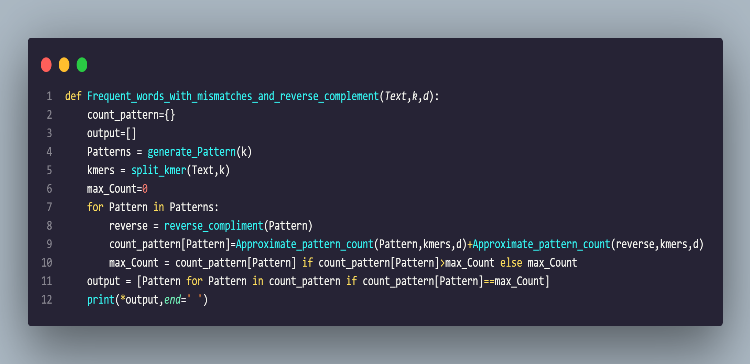 1 def Frequent_words_with_mismatches_and_reverse_complement(Text,k,d):
2     count_pattern={}
3     output=[]
4     Patterns = generate_Pattern(k)
5     kmers = split_kmer(Text,k)
6     max_Count=0
7     for Pattern in Patterns:
8         reverse = reverse_compliment(Pattern)
9         count_pattern[Pattern]=Approximate_pattern_count(Pattern,kmers,d)+Approximate_pattern_count(reverse,kmers,d)
10         max_Count = count_pattern[Pattern] if count_pattern[Pattern]>max_Count else max_Count
11     output = [Pattern for Pattern in count_pattern if count_pattern[Pattern]==max_Count]
12     print(*output,end=' ')